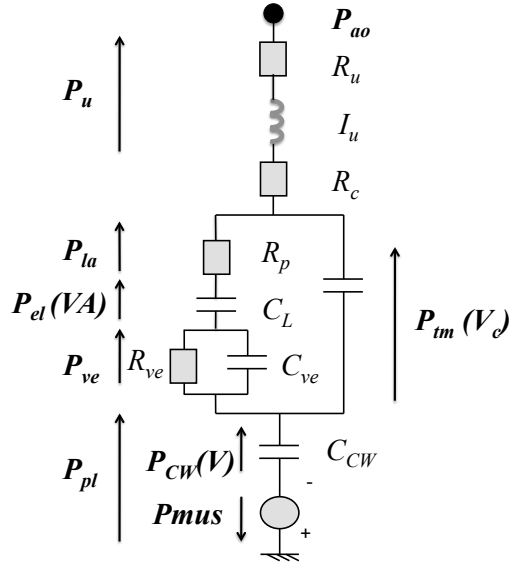 P_ao
R_u
P_u
I_u
R_c
P_la
R_p
P_el (VA)
C_L
P_tm (V_c)
P_ve
R_ve
C_ve
P_pl
P_CW(V)
C_CW
-
Pmus
+